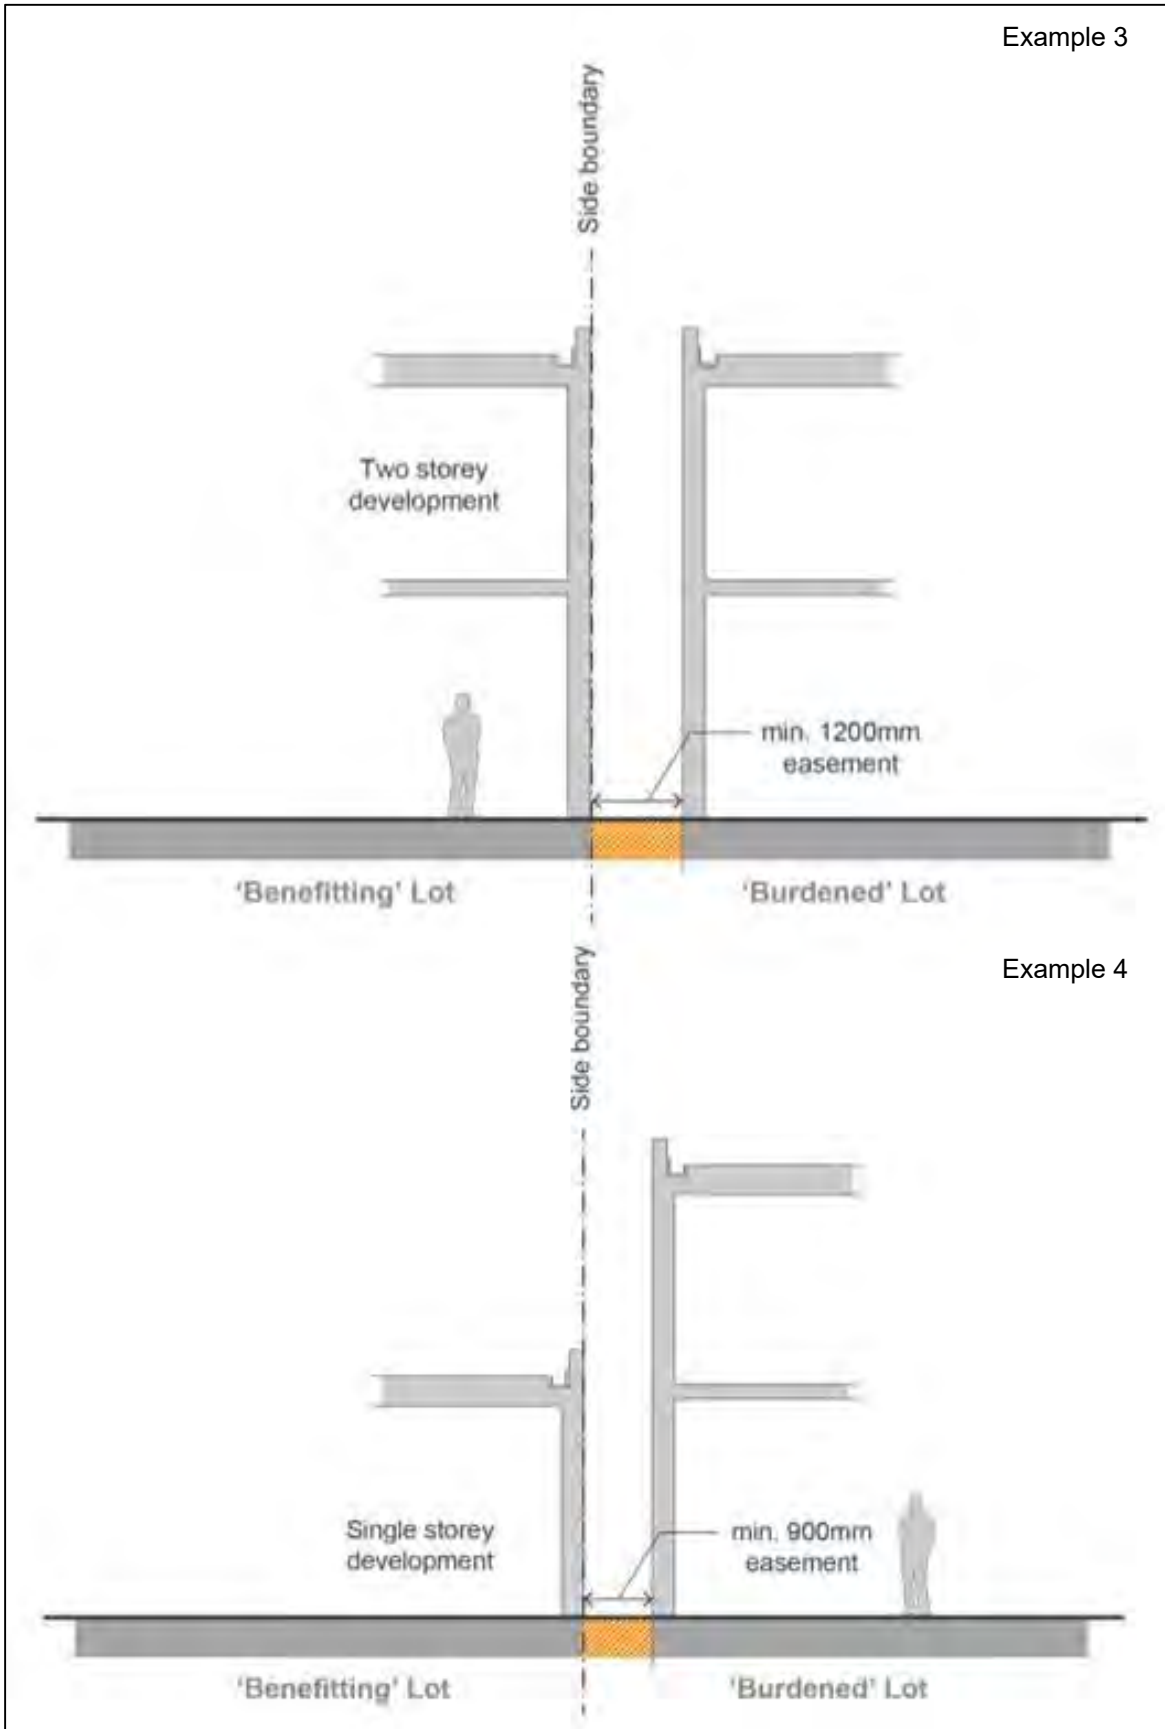 Example 3
Side boundary
Two storey
development
min. 1200mm
easement
'Benefitting' Lot
'Burdened' Lot
Example 4
Side boundary
Single storey
development
min. 900mm
easement
'Benefitting' Lot
'Burdened' Lot